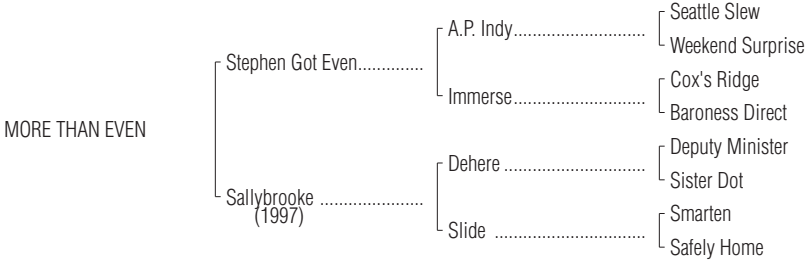 Seattle Slew
A.P. Indy..............................
Weekend Surprise
Stephen Got Even...............
Cox's Ridge
Immerse..............................
Baroness Direct
MORE THAN EVEN
Deputy Minister
Dehere ................................
Sister Dot
Sallybrooke ........................
(1997)
Smarten
Slide ...................................
Safely Home